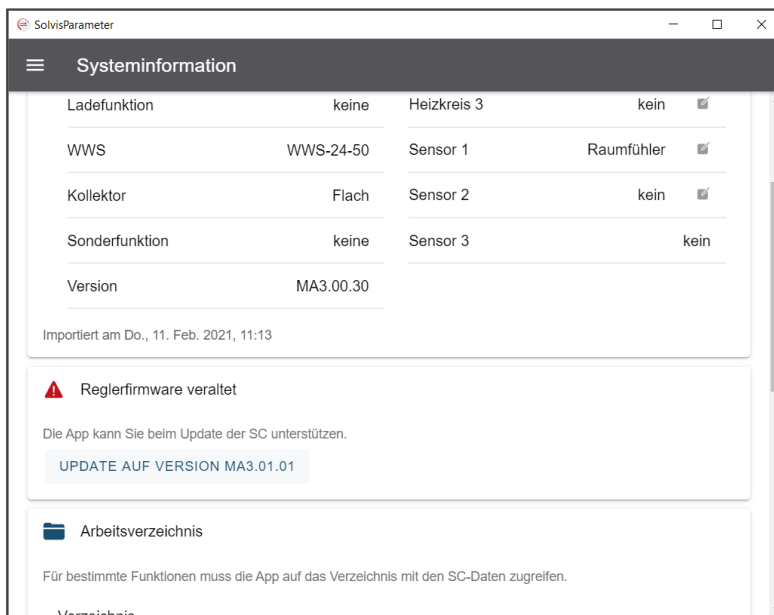 SolvisParameter
Systeminformation
Ladefunktion keine Heizkreis 3 kein
WWS WWS-24-50 Sensor 1 Raumfühler
Kollektor Flach Sensor 2 kein
Sonderfunktion keine Sensor 3 kein
Version MA3.00.30
Importiert am Do., 11. Feb. 2021, 11:13
Reglerfirmware veraltet
Die App kann Sie beim Update der SC unterstützen.
UPDATE AUF VERSION MA3.01.01
Arbeitsverzeichnis
Für bestimmte Funktionen muss die App auf das Verzeichnis mit den SC-Daten zugreifen.
Verzeichnis